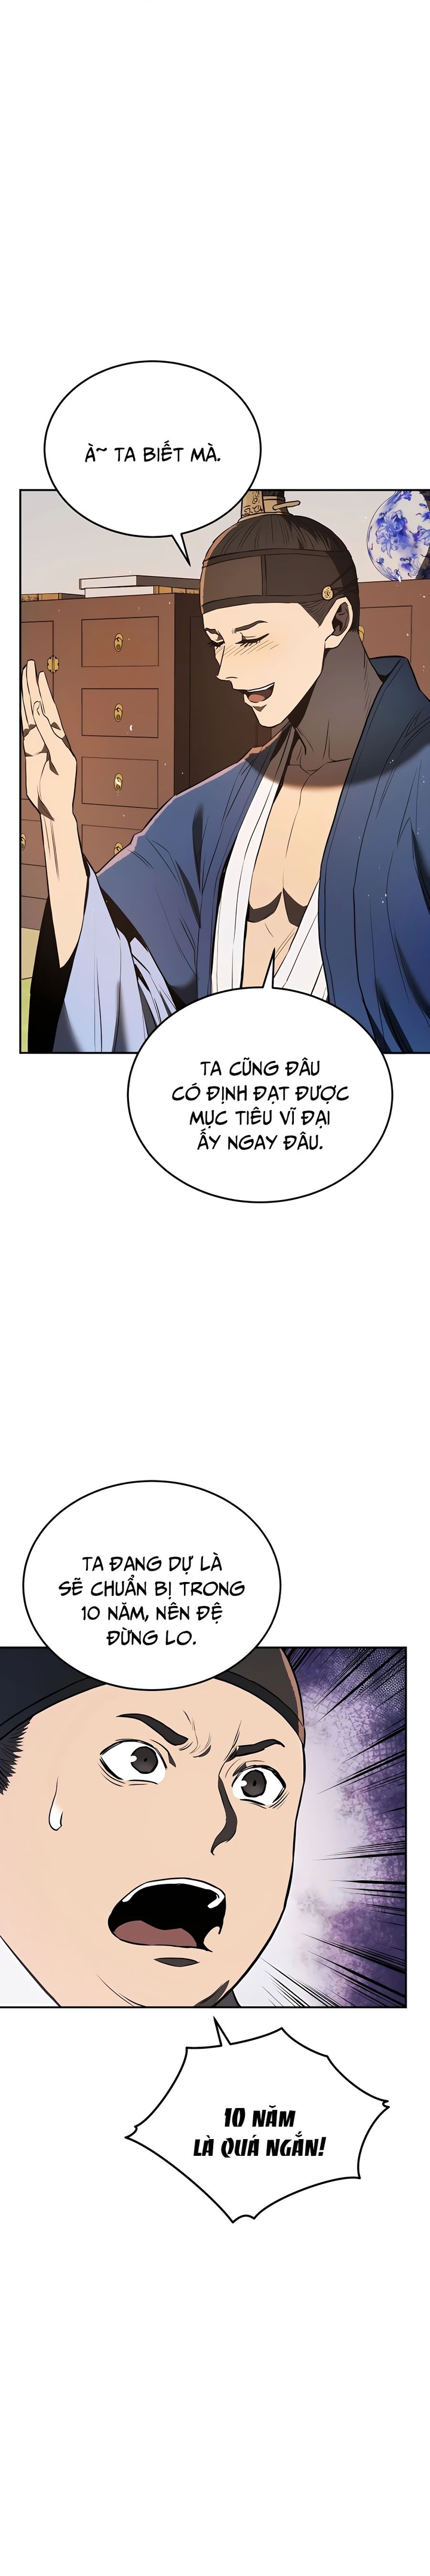 À~ TA BIẾT MÀ.
TA CŨNG ĐÂU
CÓ ĐỊNH ĐẠT ĐƯỢC
MỤC TIÊU VĨ ĐẠI
ẤY NGAY ĐÂU.
TA ĐANG DỰ LÀ
SẼ CHUẨN BỊ TRONG
10 NĂM, NÊN ĐỆ
ĐỪNG LO.
10 NĂM
LÀ QUÁ NGẮN!